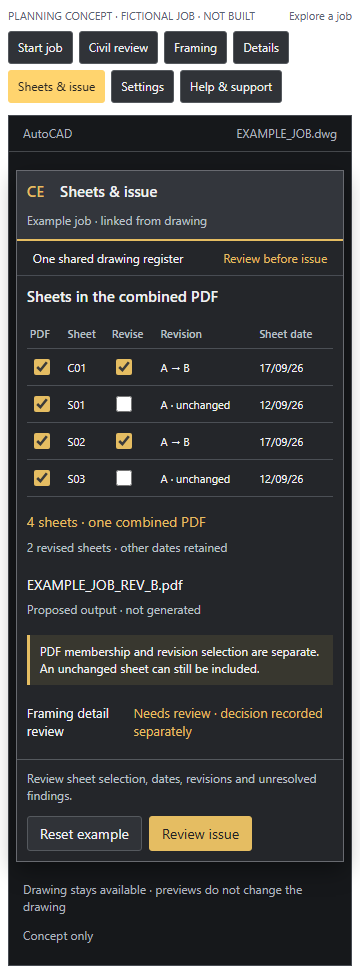 PLANNING CONCEPT · FICTIONAL JOB · NOT BUILT Explore a job
Start job Civil review Framing Details
Sheets & issue Settings Help & support
AutoCAD EXAMPLE_JOB.dwg
CE Sheets & issue
Example job · linked from drawing
One shared drawing register Review before issue
Sheets in the combined PDF
PDF Sheet Revise Revision Sheet date
C01 A → B 17/09/26
S01 A · unchanged 12/09/26
S02 A → B 17/09/26
S03 A · unchanged 12/09/26
4 sheets · one combined PDF
2 revised sheets · other dates retained
EXAMPLE_JOB_REV_B.pdf
Proposed output · not generated
PDF membership and revision selection are separate.
An unchanged sheet can still be included.
Framing detail Needs review · decision recorded
review separately
Review sheet selection, dates, revisions and unresolved
findings.
Reset example Review issue
Drawing stays available · previews do not change the
drawing
Concept only